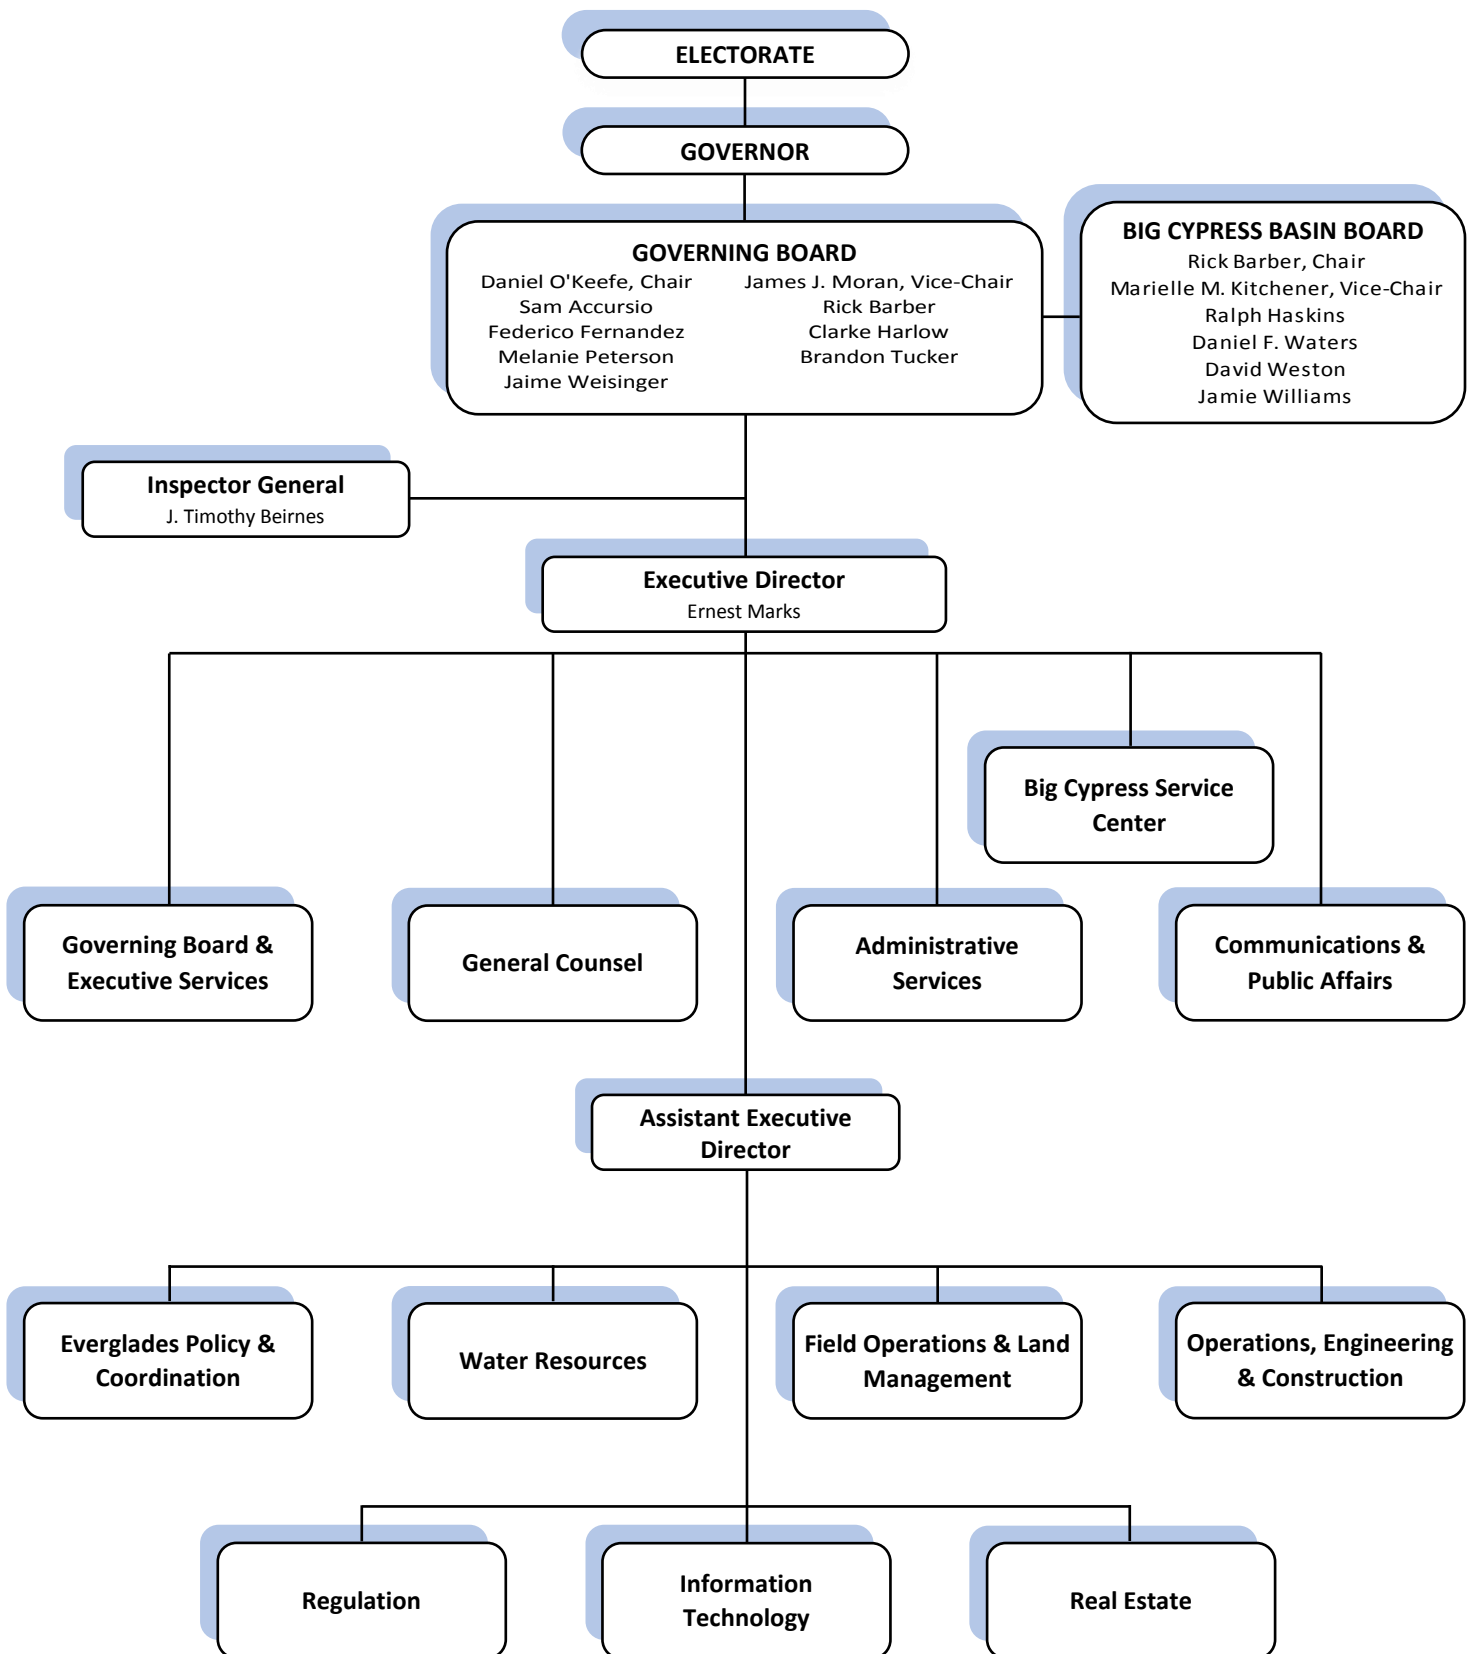 ELECTORATE
GOVERNOR
GOVERNING BOARD
Daniel O'Keefe, Chair
James J. Moran, Vice-Chair
Sam Accursio
Rick Barber
Federico Fernandez
Clarke Harlow
Melanie Peterson
Brandon Tucker
Jaime Weisinger
BIG CYPRESS BASIN BOARD
Rick Barber, Chair
Marielle M. Kitchener, Vice-Chair
Ralph Haskins
Daniel F. Waters
David Weston
Jamie Williams
Inspector General
J. Timothy Beirnes
Executive Director
Ernest Marks
Big Cypress Service
Center
Governing Board &
Executive Services
General Counsel
Administrative
Services
Communications &
Public Affairs
Assistant Executive
Director
Everglades Policy &
Coordination
Water Resources
Field Operations & Land
Management
Operations, Engineering
& Construction
Regulation
Information
Technology
Real Estate